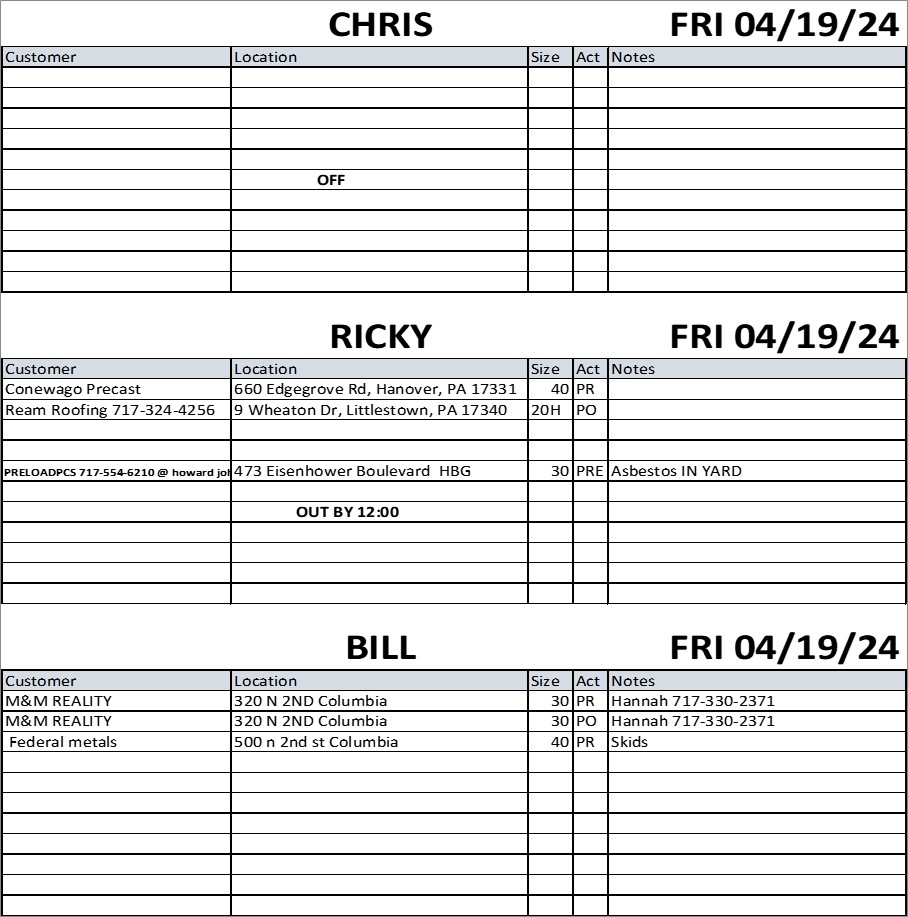 CHRIS FRI 04/19/24
Customer Location Size Act Notes
OFF
RICKY FRI 04/19/24
Customer Location Size Act Notes
Conewago Precast 660 Edgegrove Rd, Hanover, PA 17331 40 PR
Ream Roofing 717-324-4256 9 Wheaton Dr, Littlestown, PA 17340 20H PO
PRELOADPCS 717-554-6210 @ howard joh 473 Eisenhower Boulevard HBG 30 PRE Asbestos IN YARD
OUT BY 12:00
BILL FRI 04/19/24
Customer Location Size Act Notes
M&M REALITY 320 N 2ND Columbia 30 PR Hannah 717-330-2371
M&M REALITY 320 N 2ND Columbia 30 PO Hannah 717-330-2371
Federal metals 500 n 2nd st Columbia 40 PR Skids